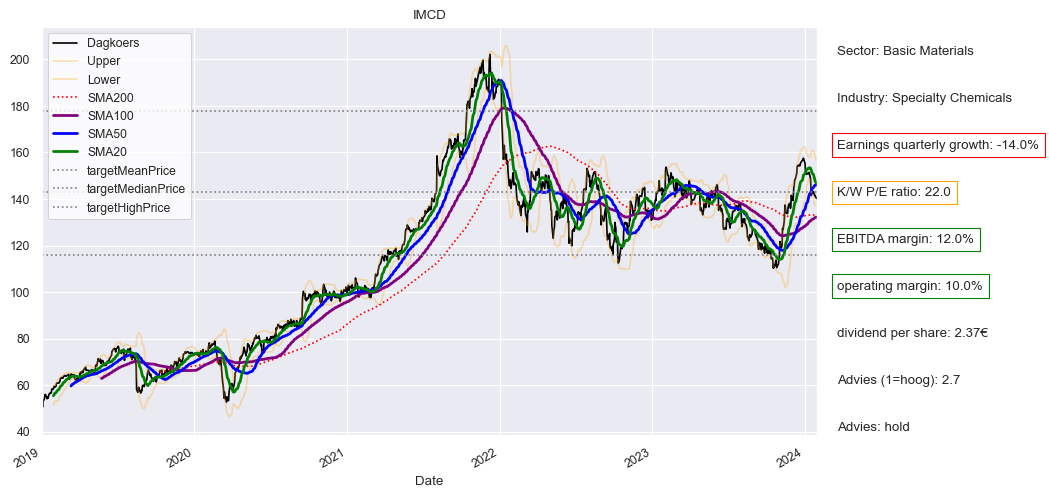 IMCD
Dagkoers
Upper
Lower
SMA200
SMA100
SMA50
SMA20
targetMeanPrice
targetMedianPrice
targetHighPrice
200
180
160
140
120
100
80
60
40
2019
2020
2021
2022
2023
2024
Date
Sector: Basic Materials
Industry: Specialty Chemicals
Earnings quarterly growth: -14.0%
K/W P/E ratio: 22.0
EBITDA margin: 12.0%
operating margin: 10.0%
dividend per share: 2.37€
Advies (1=hoog): 2.7
Advies: hold